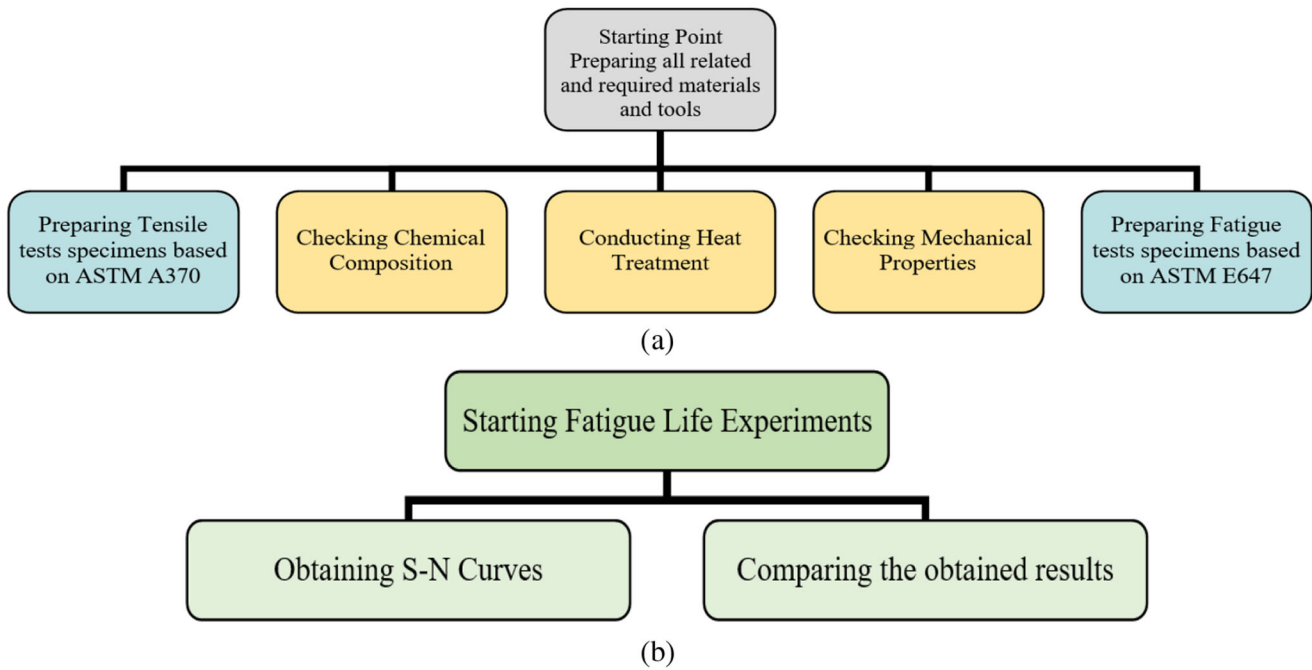 Starting Point
Preparing all related
and required materials
and tools
Preparing Tensile
tests specimens based
on ASTM A370
Checking Chemical
Composition
Conducting Heat
Treatment
Checking Mechanical
Properties
Preparing Fatigue
tests specimens based
on ASTM E647
(a)
Starting Fatigue Life Experiments
Obtaining S-N Curves
Comparing the obtained results
(b)